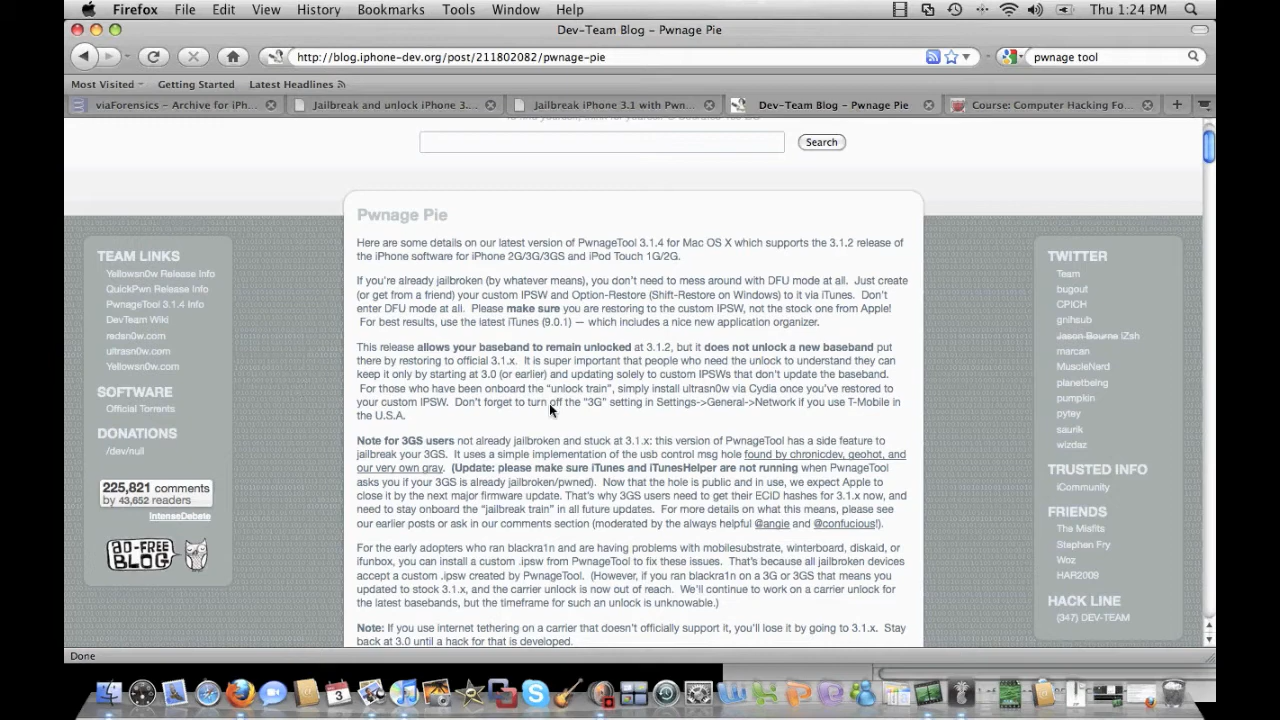 Firefox File Edit View History Bookmarks Tools Window Help Thu 1:24 PM
Dev-Team Blog – Pwnage Pie
http://blog.iphone-dev.org/post/211802082/pwnage-pie
pwnage tool
Most Visited Getting Started Latest Headlines
viaForensics – Archive for iPh...
Jailbreak and unlock iPhone 3....
Jailbreak iPhone 3.1 with Pwn...
Dev-Team Blog – Pwnage Pie
Course: Computer Hacking Fo...
Search
TEAM LINKS
Yellowsn0w Release Info
QuickPwn Release Info
PwnageTool 3.1.4 Info
DevTeam Wiki
redsn0w.com
ultrasn0w.com
Yellowsn0w.com
SOFTWARE
Official Torrents
DONATIONS
/dev/null
225,821 comments
by 43,652 readers
IntenseDebate
AD-FREE
BLOG
Pwnage Pie
Here are some details on our latest version of PwnageTool 3.1.4 for Mac OS X which supports the 3.1.2 release of
the iPhone software for iPhone 2G/3G/3GS and iPod Touch 1G/2G.
If you're already jailbroken (by whatever means), you don't need to mess around with DFU mode at all. Just create
(or get from a friend) your custom IPSW and Option-Restore (Shift-Restore on Windows) to it via iTunes. Don't
enter DFU mode at all. Please make sure you are restoring to the custom IPSW, not the stock one from Apple!
For best results, use the latest iTunes (9.0.1) — which includes a nice new application organizer.
This release allows your baseband to remain unlocked at 3.1.2, but it does not unlock a new baseband put
there by restoring to official 3.1.x. It is super important that people who need the unlock to understand they can
keep it only by starting at 3.0 (or earlier) and updating solely to custom IPSWs that don't update the baseband.
For those who have been onboard the "unlock train", simply install ultrasn0w via Cydia once you've restored to
your custom IPSW. Don't forget to turn off the "3G" setting in Settings->General->Network if you use T-Mobile in
the U.S.A.
Note for 3GS users not already jailbroken and stuck at 3.1.x: this version of PwnageTool has a side feature to
jailbreak your 3GS. It uses a simple implementation of the usb control msg hole found by chronicdev, geohot, and
our very own gray. (Update: please make sure iTunes and iTunesHelper are not running when PwnageTool
asks you if your 3GS is already jailbroken/pwned). Now that the hole is public and in use, we expect Apple to
close it by the next major firmware update. That's why 3GS users need to get their ECID hashes for 3.1.x now, and
need to stay onboard the "jailbreak train" in all future updates. For more details on what this means, please see
our earlier posts or ask in our comments section (moderated by the always helpful @angie and @confucious!).
For the early adopters who ran blackra1n and are having problems with mobilesubstrate, winterboard, diskaid, or
ifunbox, you can install a custom .ipsw from PwnageTool to fix these issues. That's because all jailbroken devices
accept a custom .ipsw created by PwnageTool. (However, if you ran blackra1n on a 3G or 3GS that means you
updated to stock 3.1.x, and the carrier unlock is now out of reach. We'll continue to work on a carrier unlock for
the latest basebands, but the timeframe for such an unlock is unknowable.)
Note: If you use internet tethering on a carrier that doesn't officially support it, you'll lose it by going to 3.1.x. Stay
back at 3.0 until a hack for that is developed.
TWITTER
Team
bugout
CPICH
gnihsub
Jason Bourne iZsh
marcan
MuscleNerd
planetbeing
pumpkin
pytey
saurik
wizdaz
TRUSTED INFO
iCommunity
FRIENDS
The Misfits
Stephen Fry
Woz
HAR2009
HACK LINE
(347) DEV-TEAM
Done
3